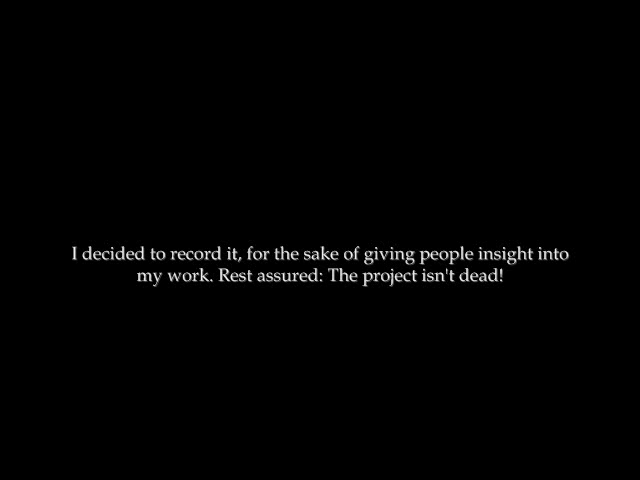 I decided to record it, for the sake of giving people insight into
my work. Rest assured: The project isn't dead!